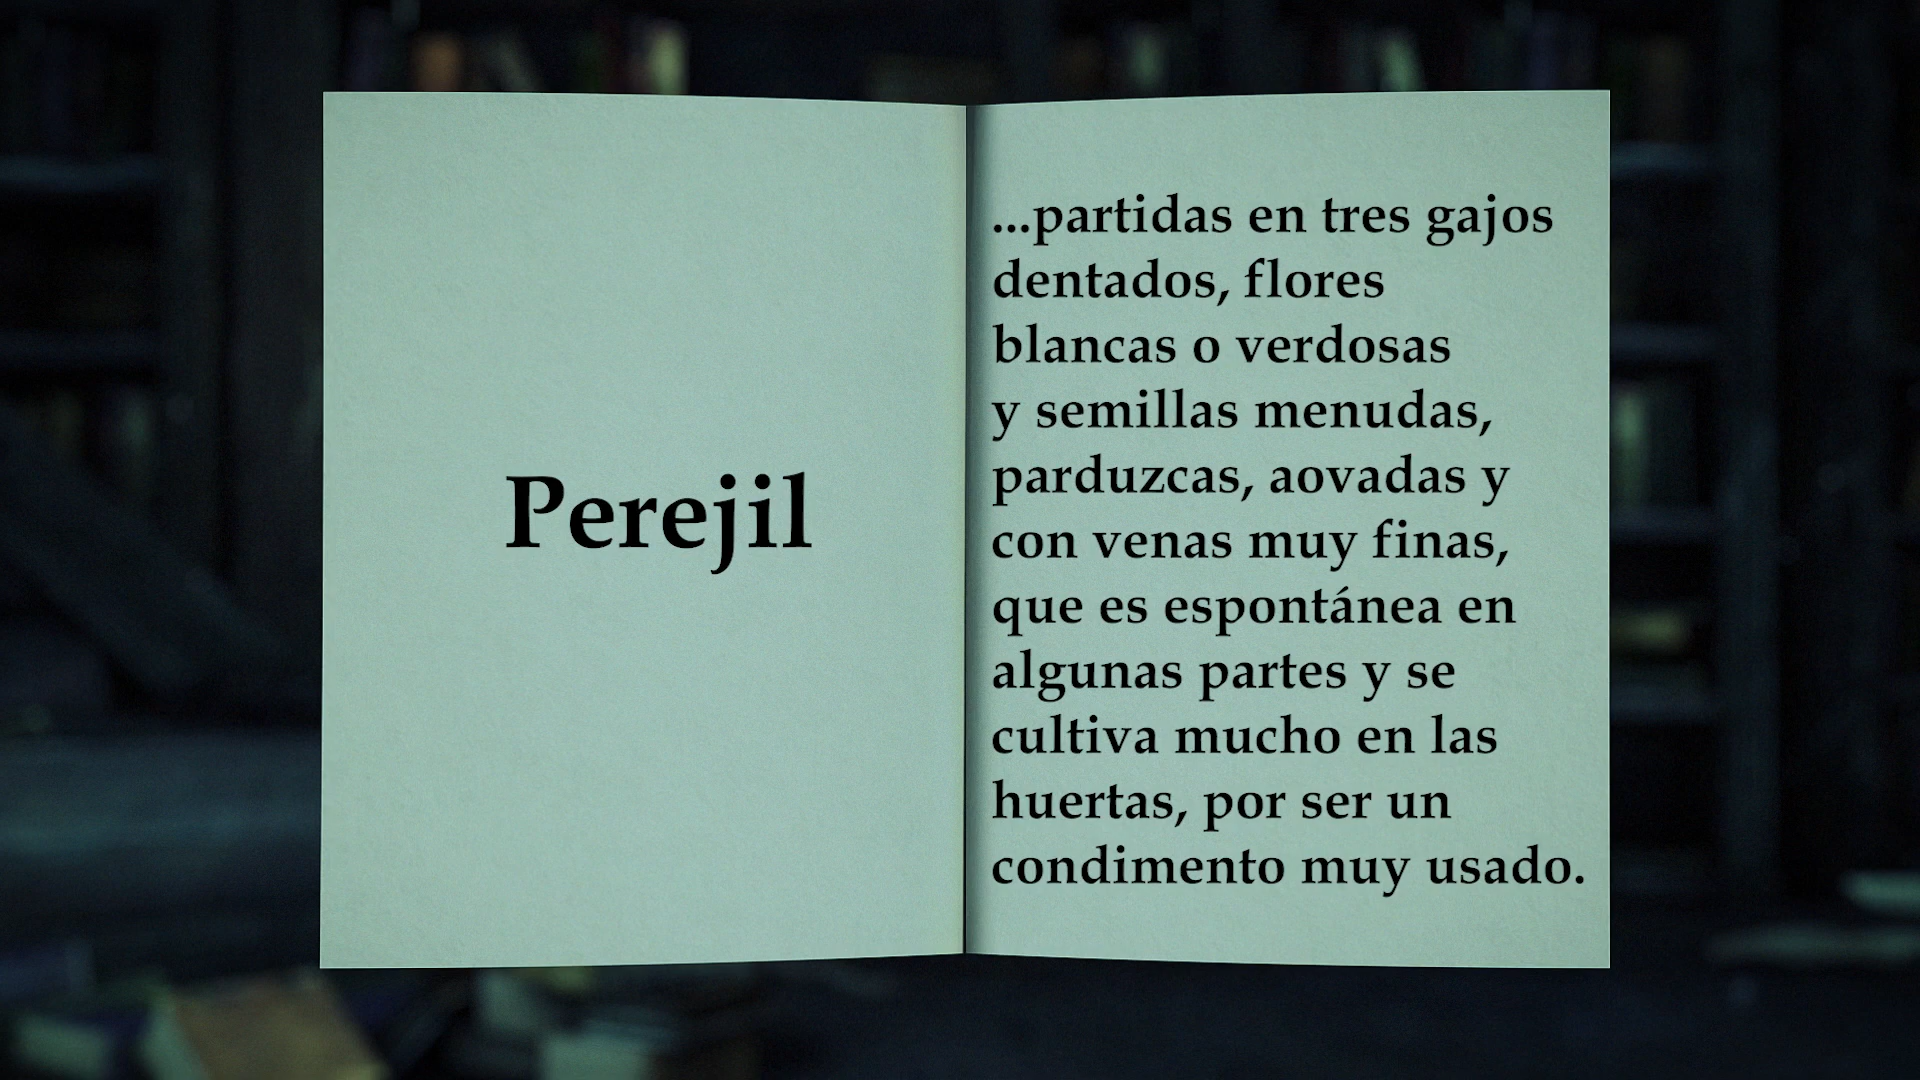 Perejil
...partidas en tres gajos
dentados, flores
blancas o verdosas
y semillas menudas,
parduzcas, aovadas y
con venas muy finas,
que es espontánea en
algunas partes y se
cultiva mucho en las
huertas, por ser un
condimento muy usado.